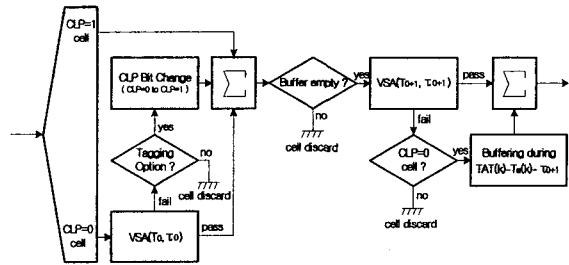 CLP=1
cell
CLP Bit Change
( CLP=0 to CLP=1 )
Σ
Buffer empty ?
yes
VSA(T0+1, τ0+1)
pass
Σ
no
cell discard
fail
yes
Tagging
Option ?
no
cell discard
fail
CLP=0
cell ?
yes
Buffering during
TAT(k)-Ta(k)- τ0+1
no
cell discard
CLP=0
cell
VSA(T0, τ0)
pass